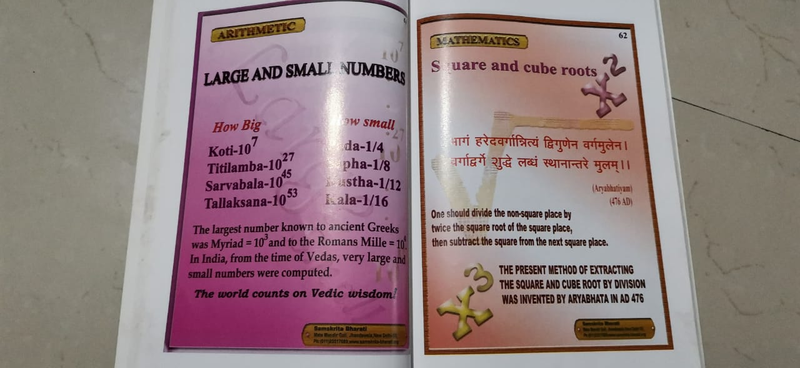 ARITHMETIC
LARGE AND SMALL NUMBERS
How Big
Koti-10⁷
Titilamba-10²⁷
Sarvabala-10⁴⁵
Tallaksana-10⁵³
small
-1/4
-1/8
-1/12
Kala-1/16
The largest number known to ancient Greeks
was Myriad = 10³ and to the Romans Mille = 10
In India, from the time of Vedas, very large and
small numbers were computed.
The world counts on Vedic wisdom!
Samskrita Bharati
MATHEMATICS
62
Square and cube roots
X²
भागं हरेदवर्गान्नित्यं द्विगुणेन वर्गमुलेन।
वर्गाद्वर्गे शुद्धे लब्धं स्थानान्तरे मुलम्।।
(Aryabhatiyam)
(476 AD)
One should divide the non-square place by
twice the square root of the square place,
then subtract the square from the next square place.
X³
THE PRESENT METHOD OF EXTRACTING
THE SQUARE AND CUBE ROOT BY DIVISION
WAS INVENTED BY ARYABHATA IN AD 476
Samskrita Bharati